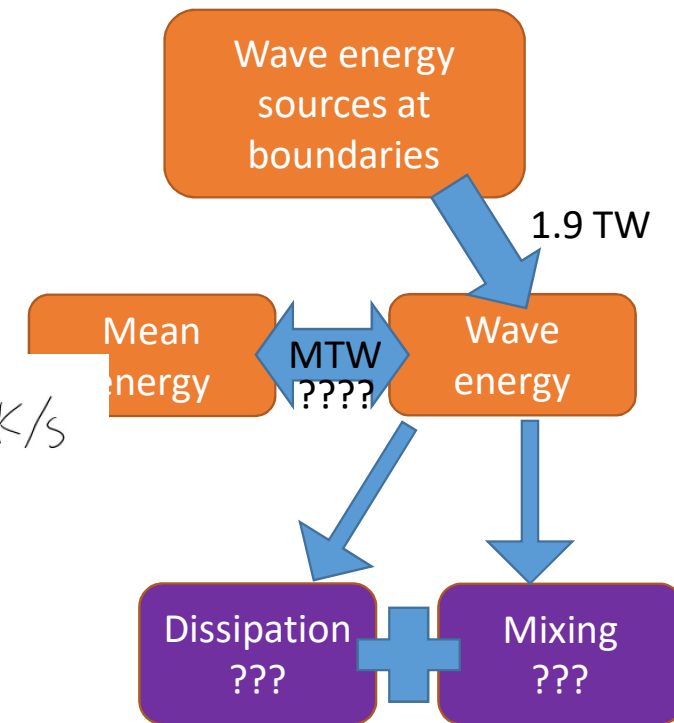 Wave energy
sources at
boundaries
1.9 TW
Mean
energy
MTW
????
Wave
energy
K/s
Dissipation
???
Mixing
???